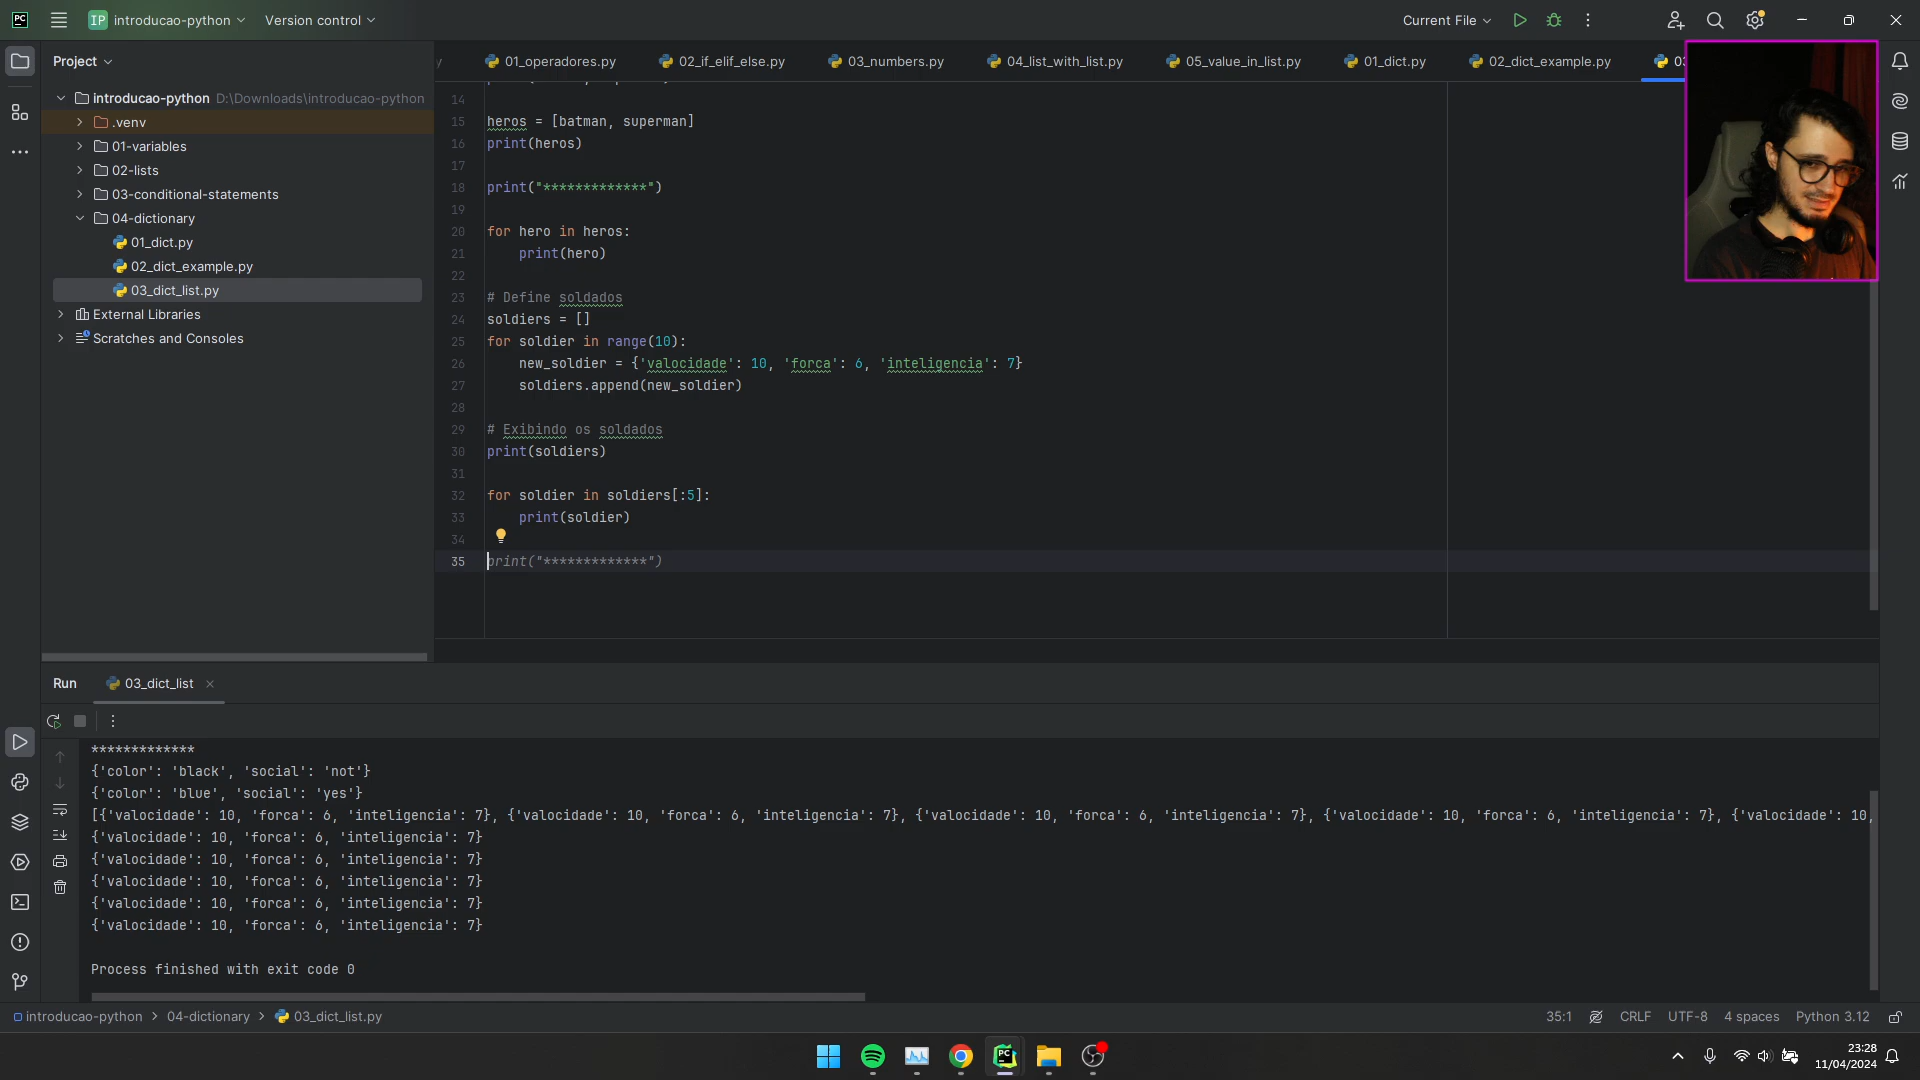 PC
IP introducao-python
Version control
Current File
Project
introducao-python D:\Downloads\introducao-python
.venv
01-variables
02-lists
03-conditional-statements
04-dictionary
01_dict.py
02_dict_example.py
03_dict_list.py
External Libraries
Scratches and Consoles
y 01_operadores.py 02_if_elif_else.py 03_numbers.py 04_list_with_list.py 05_value_in_list.py 01_dict.py 02_dict_example.py 03
14
15 heros = [batman, superman]
16 print(heros)
17
18 print("*************")
19
20 for hero in heros:
21 print(hero)
22
23 # Define soldados
24 soldiers = []
25 for soldier in range(10):
26 new_soldier = {'valocidade': 10, 'forca': 6, 'inteligencia': 7}
27 soldiers.append(new_soldier)
28
29 # Exibindo os soldados
30 print(soldiers)
31
32 for soldier in soldiers[:5]:
33 print(soldier)
34
35 print("*************")
Run 03_dict_list
*************
{'color': 'black', 'social': 'not'}
{'color': 'blue', 'social': 'yes'}
[{'valocidade': 10, 'forca': 6, 'inteligencia': 7}, {'valocidade': 10, 'forca': 6, 'inteligencia': 7}, {'valocidade': 10, 'forca': 6, 'inteligencia': 7}, {'valocidade': 10, 'forca': 6, 'inteligencia': 7}, {'valocidade': 10,
{'valocidade': 10, 'forca': 6, 'inteligencia': 7}
{'valocidade': 10, 'forca': 6, 'inteligencia': 7}
{'valocidade': 10, 'forca': 6, 'inteligencia': 7}
{'valocidade': 10, 'forca': 6, 'inteligencia': 7}
{'valocidade': 10, 'forca': 6, 'inteligencia': 7}
Process finished with exit code 0
introducao-python > 04-dictionary > 03_dict_list.py
35:1 CRLF UTF-8 4 spaces Python 3.12
PC
23:28
11/04/2024